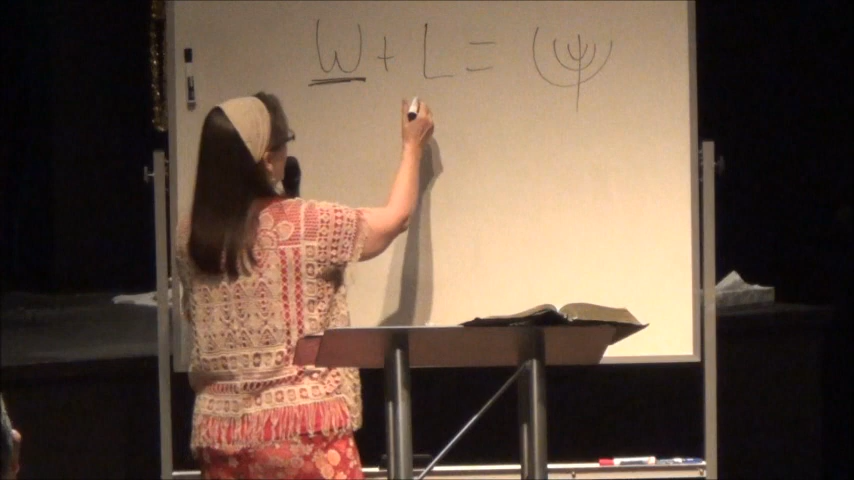 W + L =